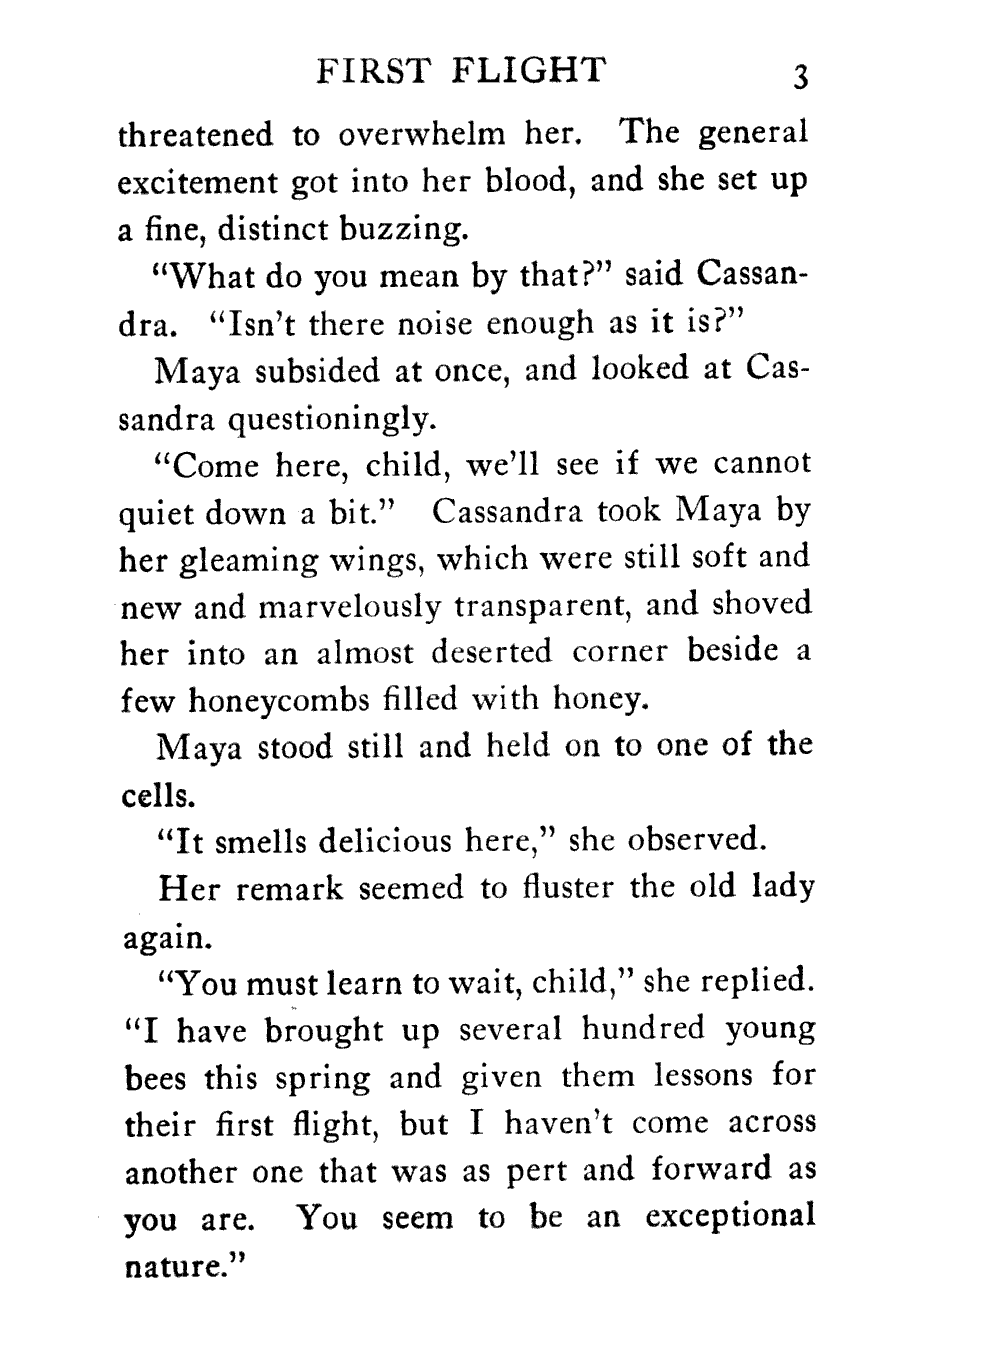 FIRST FLIGHT 3
threatened to overwhelm her. The general
excitement got into her blood, and she set up
a fine, distinct buzzing.
“What do you mean by that?” said Cassan-
dra. “Isn’t there noise enough as it is?”
Maya subsided at once, and looked at Cas-
sandra questioningly.
“Come here, child, we’ll see if we cannot
quiet down a bit.” Cassandra took Maya by
her gleaming wings, which were still soft and
new and marvelously transparent, and shoved
her into an almost deserted corner beside a
few honeycombs filled with honey.
Maya stood still and held on to one of the
cells.
“It smells delicious here,” she observed.
Her remark seemed to fluster the old lady
again.
“You must learn to wait, child,” she replied.
“I have brought up several hundred young
bees this spring and given them lessons for
their first flight, but I haven’t come across
another one that was as pert and forward as
you are. You seem to be an exceptional
nature.”